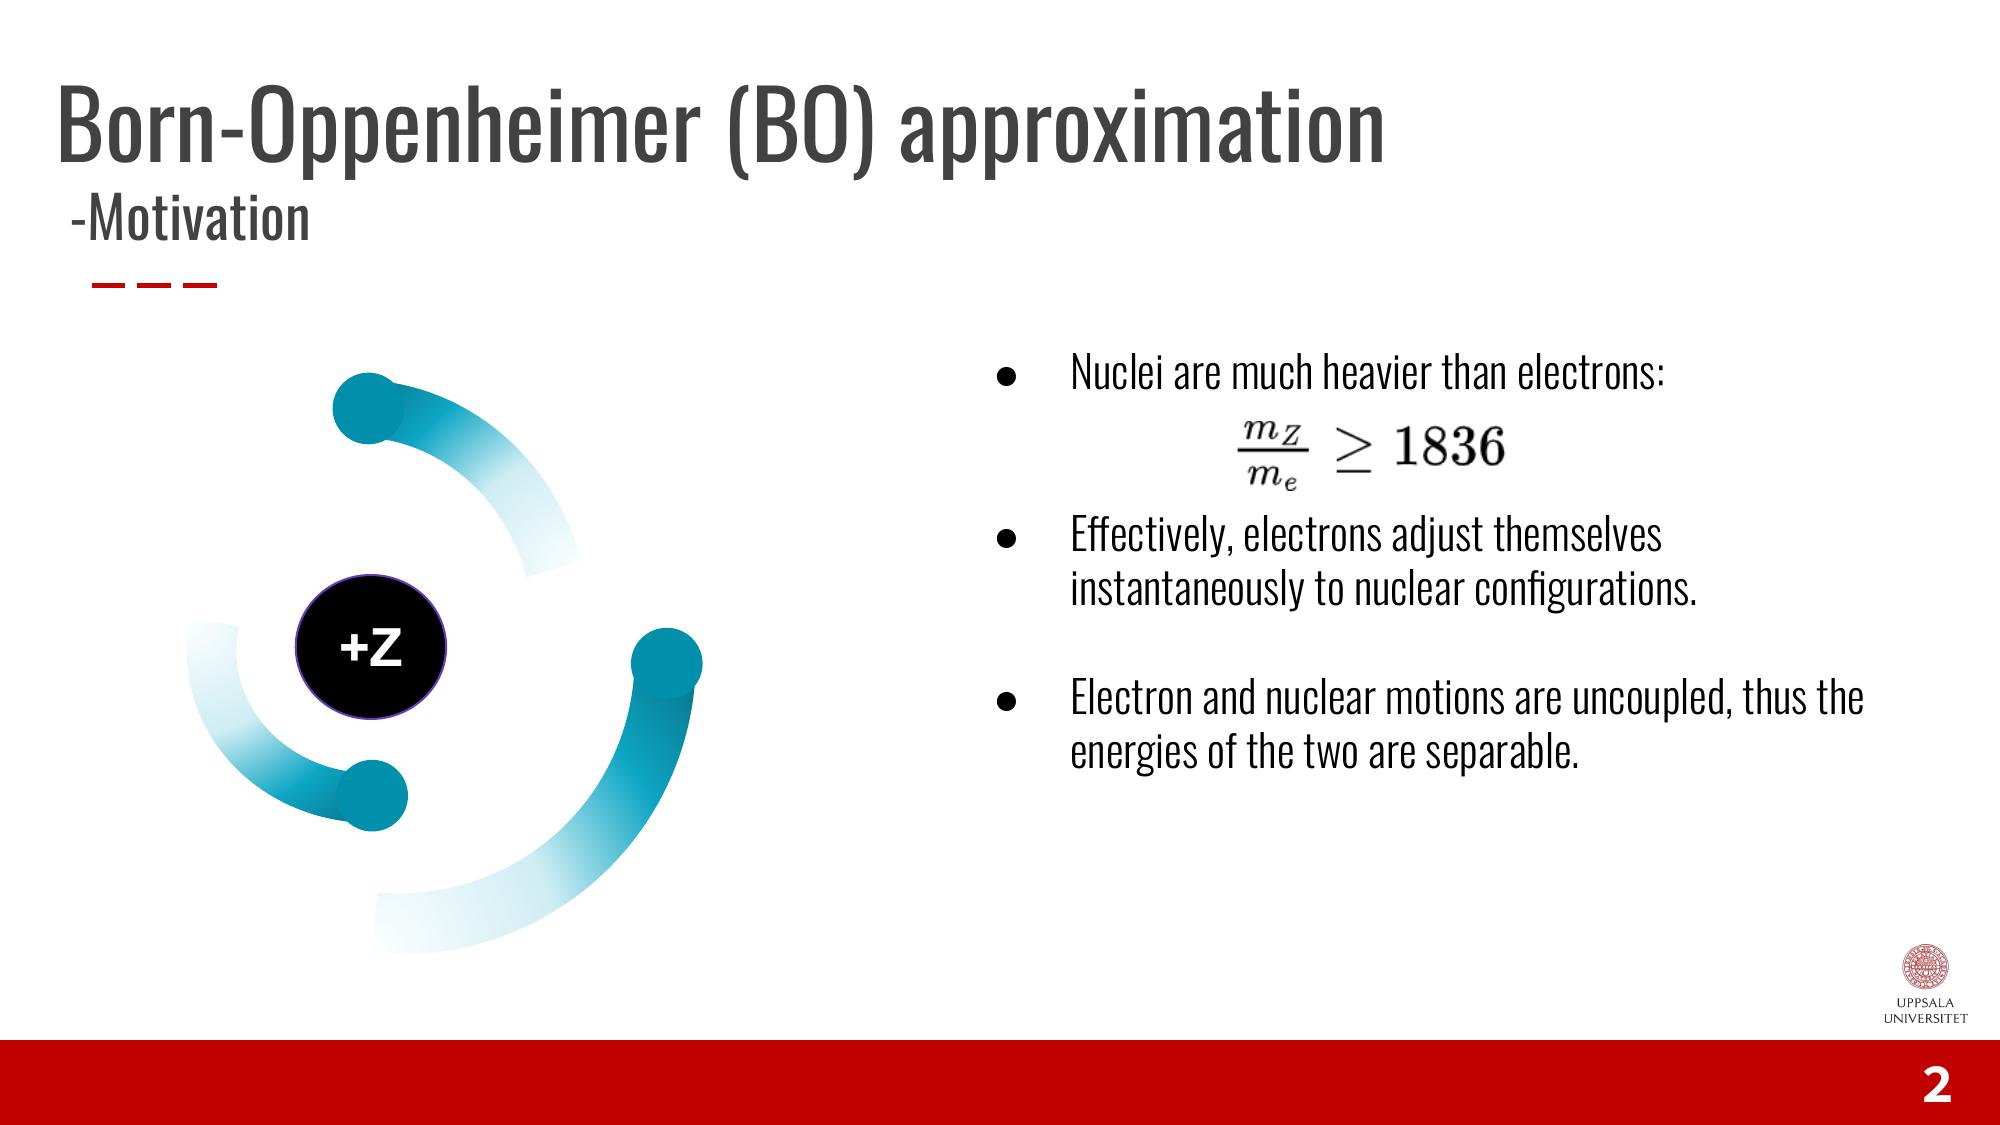 Born-Oppenheimer (BO) approximation
-Motivation
● Nuclei are much heavier than electrons:
m_Z / m_e ≥ 1836
● Effectively, electrons adjust themselves
instantaneously to nuclear configurations.
● Electron and nuclear motions are uncoupled, thus the
energies of the two are separable.
+Z
UPPSALA
UNIVERSITET
2